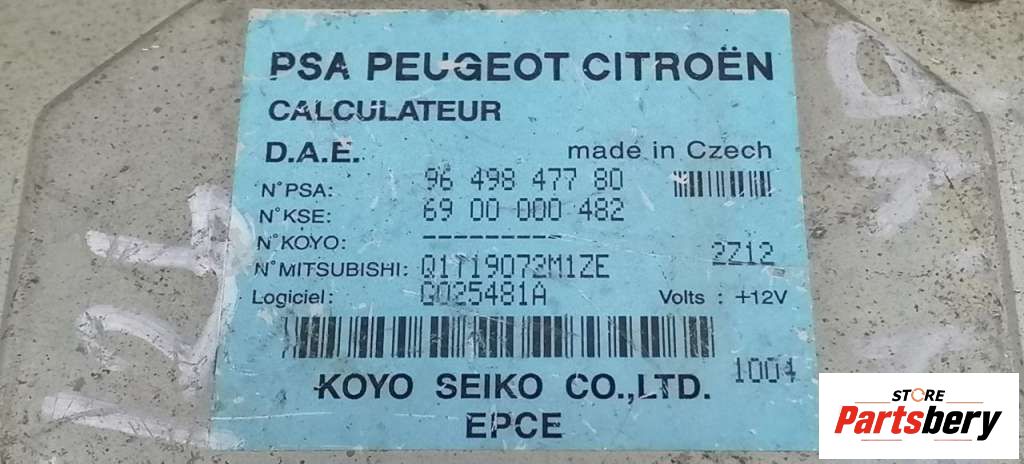 PSA PEUGEOT CITROËN
CALCULATEUR
D.A.E. made in Czech
N°PSA: 96 498 477 80
N°KSE: 69 00 000 482
N°KOYO: ----------
N°MITSUBISHI: Q1T19072M1ZE 2Z12
Logiciel: G025481A Volts : +12V
1004
KOYO SEIKO CO.,LTD.
EPCE
STORE
Partsbery